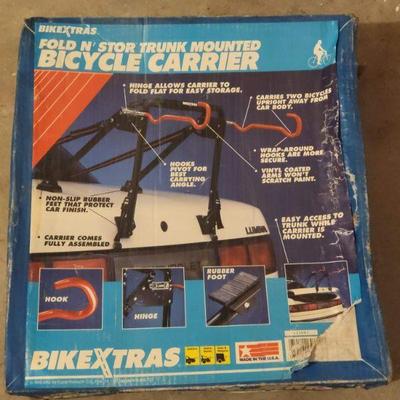 BIKEXTRAS
FOLD N' STOR TRUNK MOUNTED
BICYCLE CARRIER
HINGE ALLOWS CARRIER TO
FOLD FLAT FOR EASY STORAGE.
CARRIES TWO BICYCLES
UPRIGHT AWAY FROM
CAR BODY.
HOOKS
PIVOT FOR
BEST
CARRYING
ANGLE.
WRAP-AROUND
HOOKS ARE MORE
SECURE.
VINYL COATED
ARMS WON'T
SCRATCH PAINT.
NON-SLIP RUBBER
FEET THAT PROTECT
CAR FINISH.
CARRIER COMES
FULLY ASSEMBLED
LUMINA
EASY ACCESS TO
TRUNK WHILE
CARRIER IS
MOUNTED.
HOOK
HINGE
RUBBER
FOOT
BIKEXTRAS
MADE IN THE U.S.A.